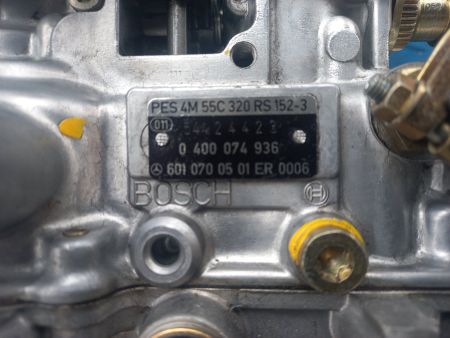 PES 4M 55C 320 RS 152-3
011 54424423
0 400 074 936
601 070 05 01 ER 0006
BOSCH